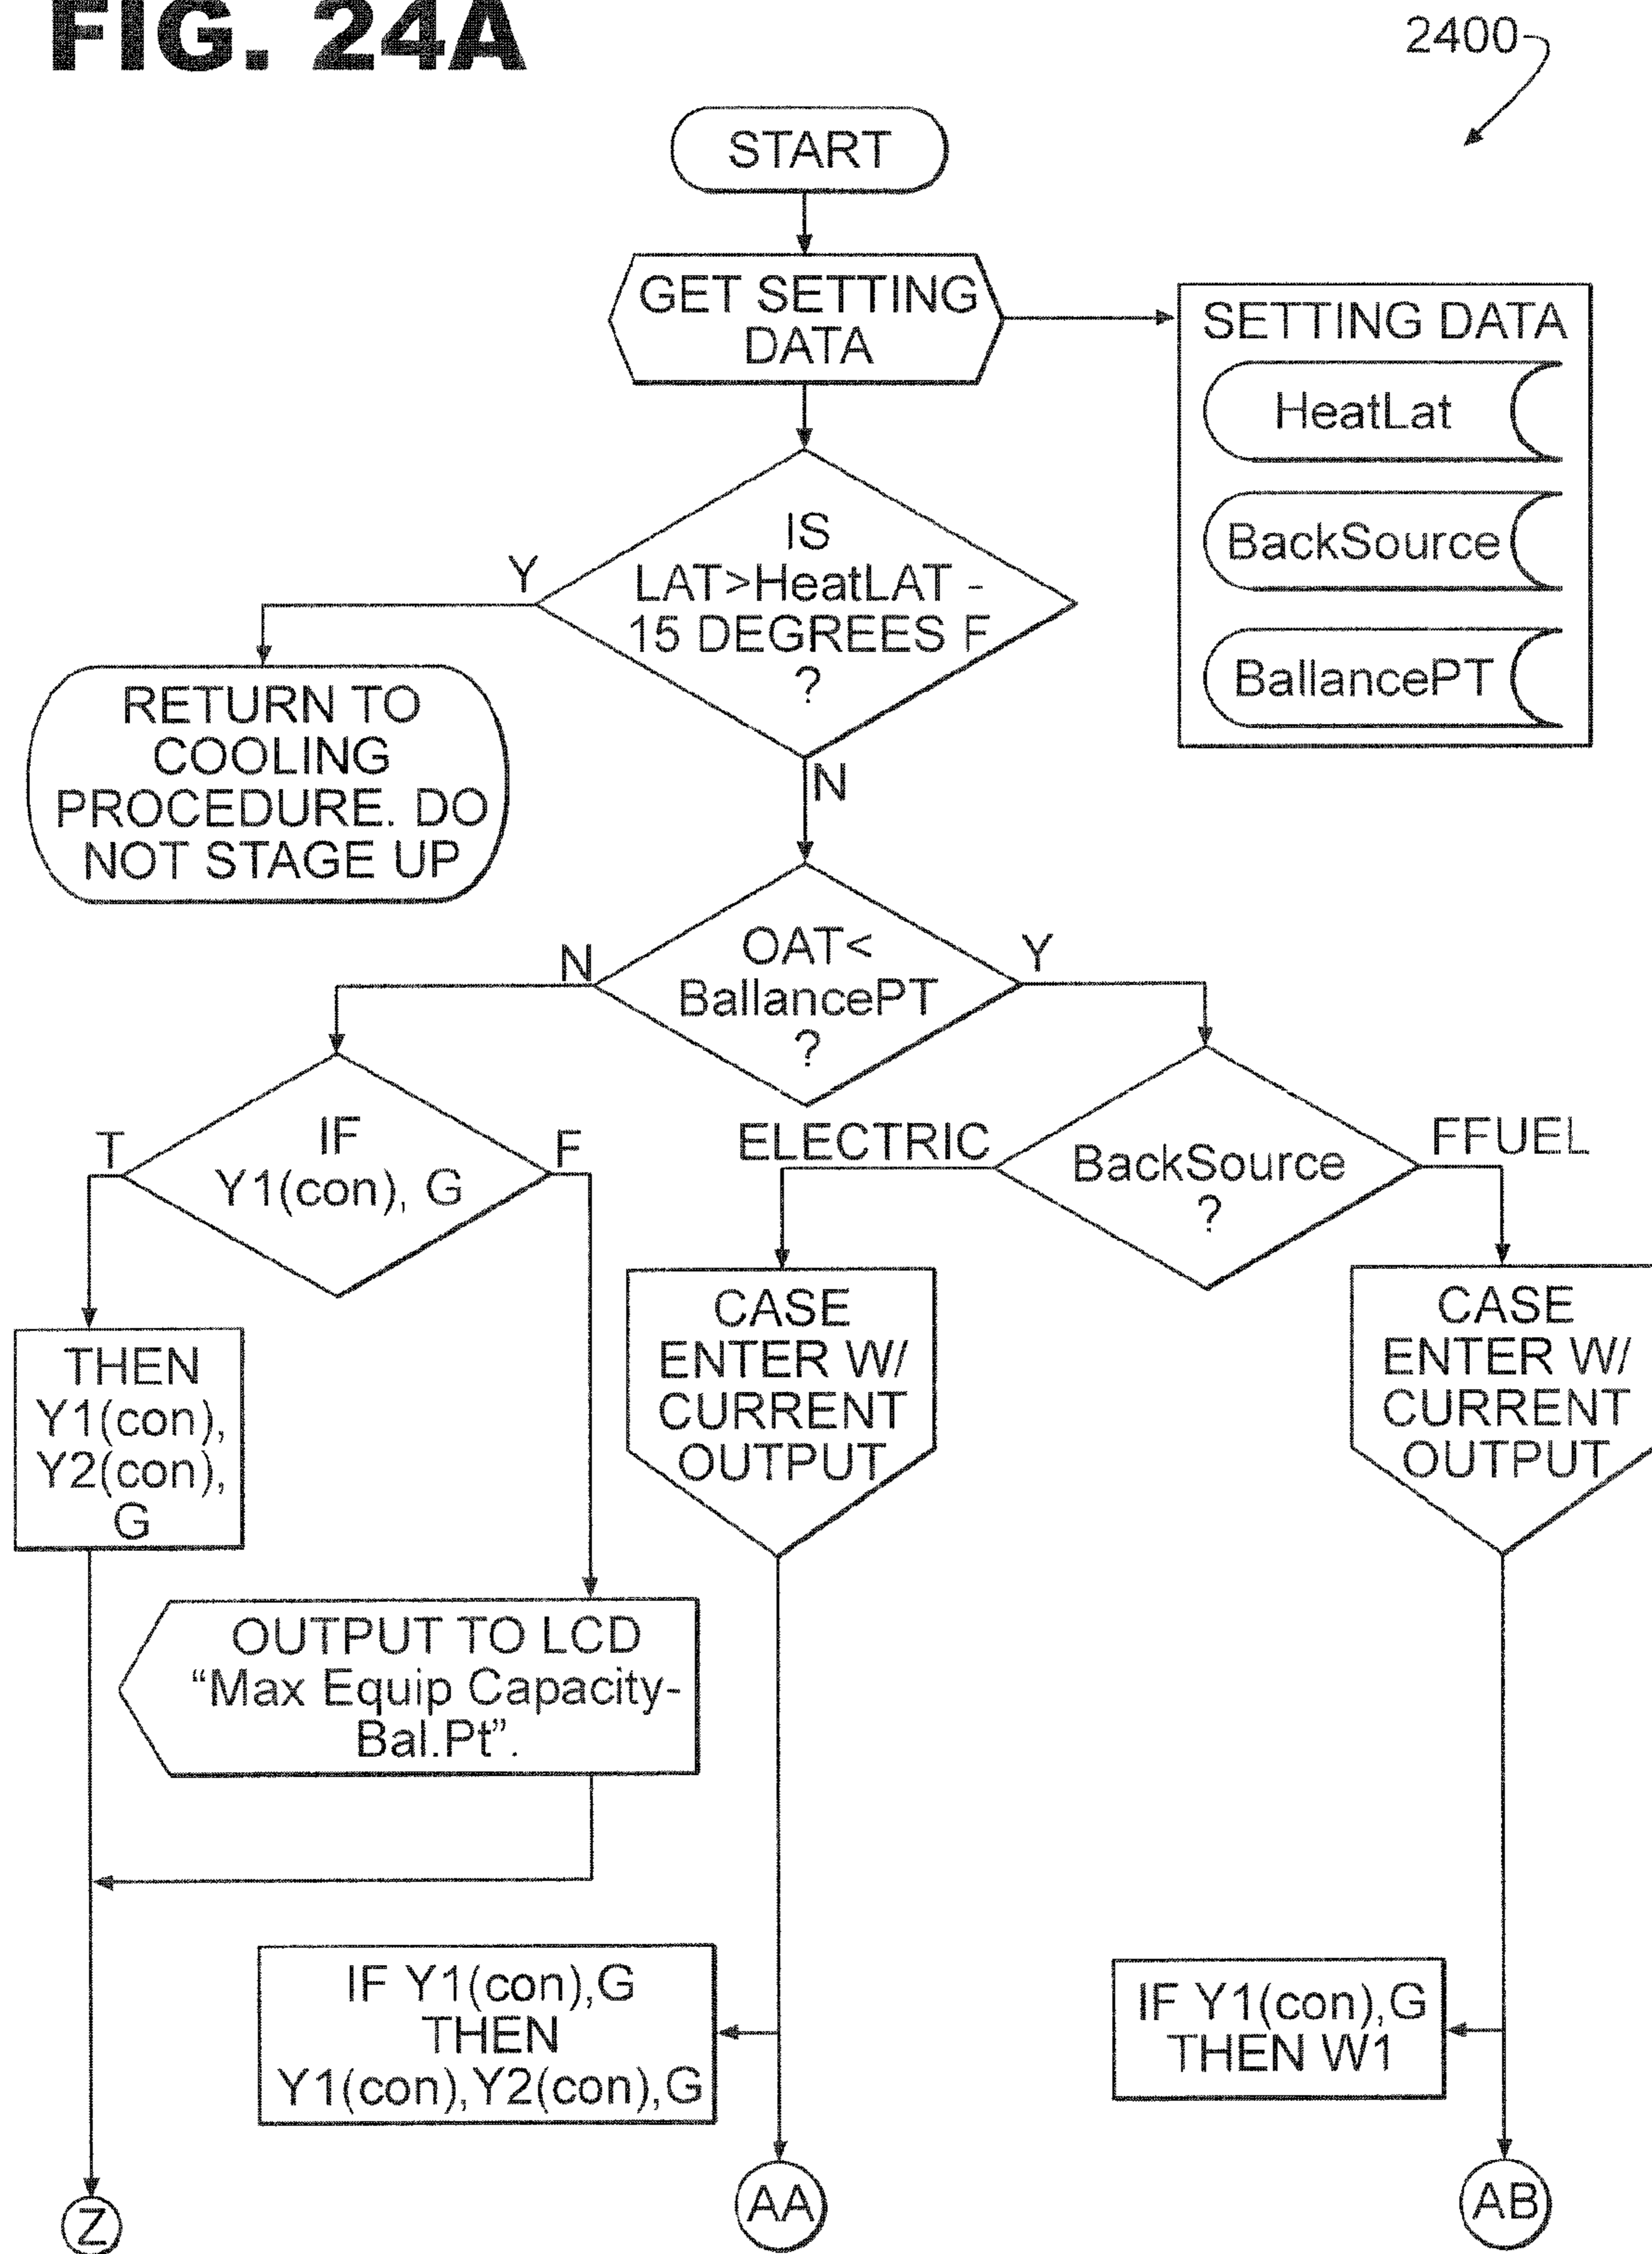 FIG. 24A
2400
START
GET SETTING
DATA
SETTING DATA
HeatLat
BackSource
BallancePT
IS
LAT>HeatLAT -
15 DEGREES F
?
Y
N
RETURN TO
COOLING
PROCEDURE. DO
NOT STAGE UP
OAT<
BallancePT
?
N
Y
IF
Y1(con), G
T
F
BackSource
?
ELECTRIC
FFUEL
THEN
Y1(con),
Y2(con),
G
CASE
ENTER W/
CURRENT
OUTPUT
CASE
ENTER W/
CURRENT
OUTPUT
OUTPUT TO LCD
“Max Equip Capacity-
Bal.Pt”.
IF Y1(con),G
THEN
Y1(con),Y2(con),G
IF Y1(con),G
THEN W1
Z
AA
AB